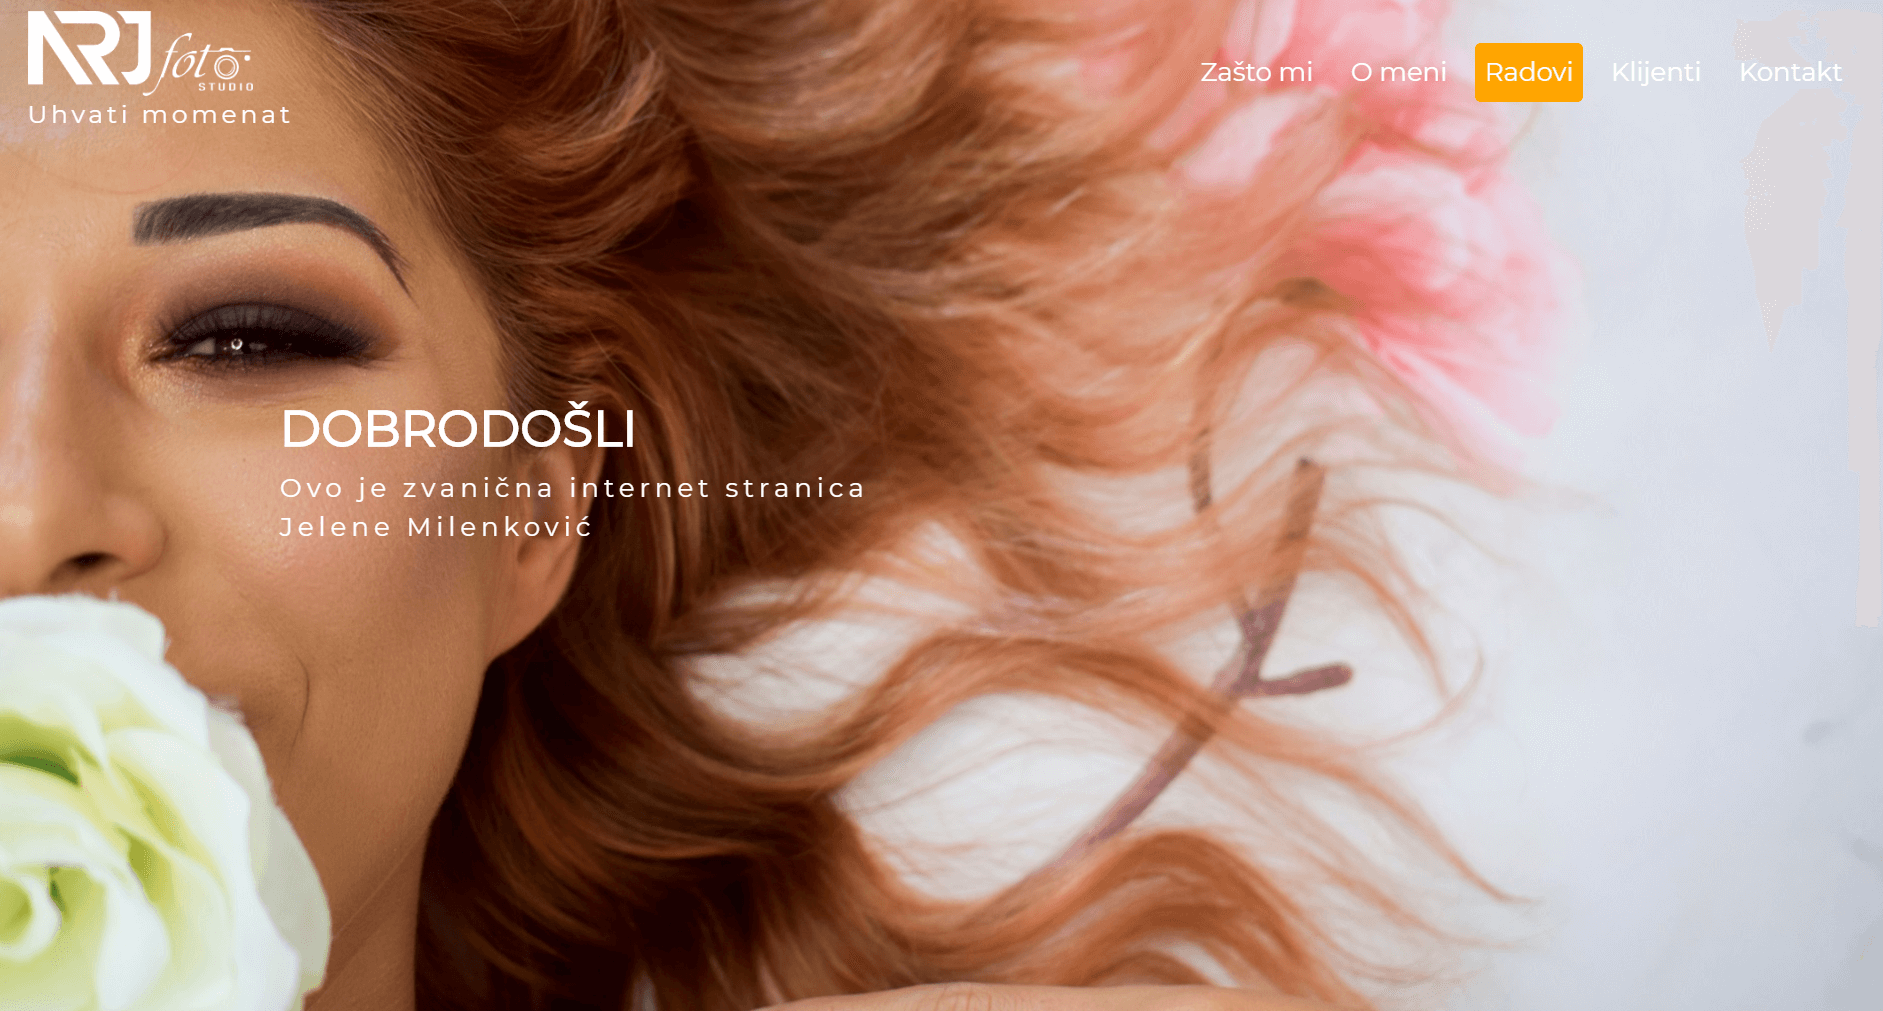 NRJ foto
STUDIO
Uhvati momenat
Zašto mi O meni Radovi Klijenti Kontakt
DOBRODOŠLI
Ovo je zvanična internet stranica
Jelene Milenković